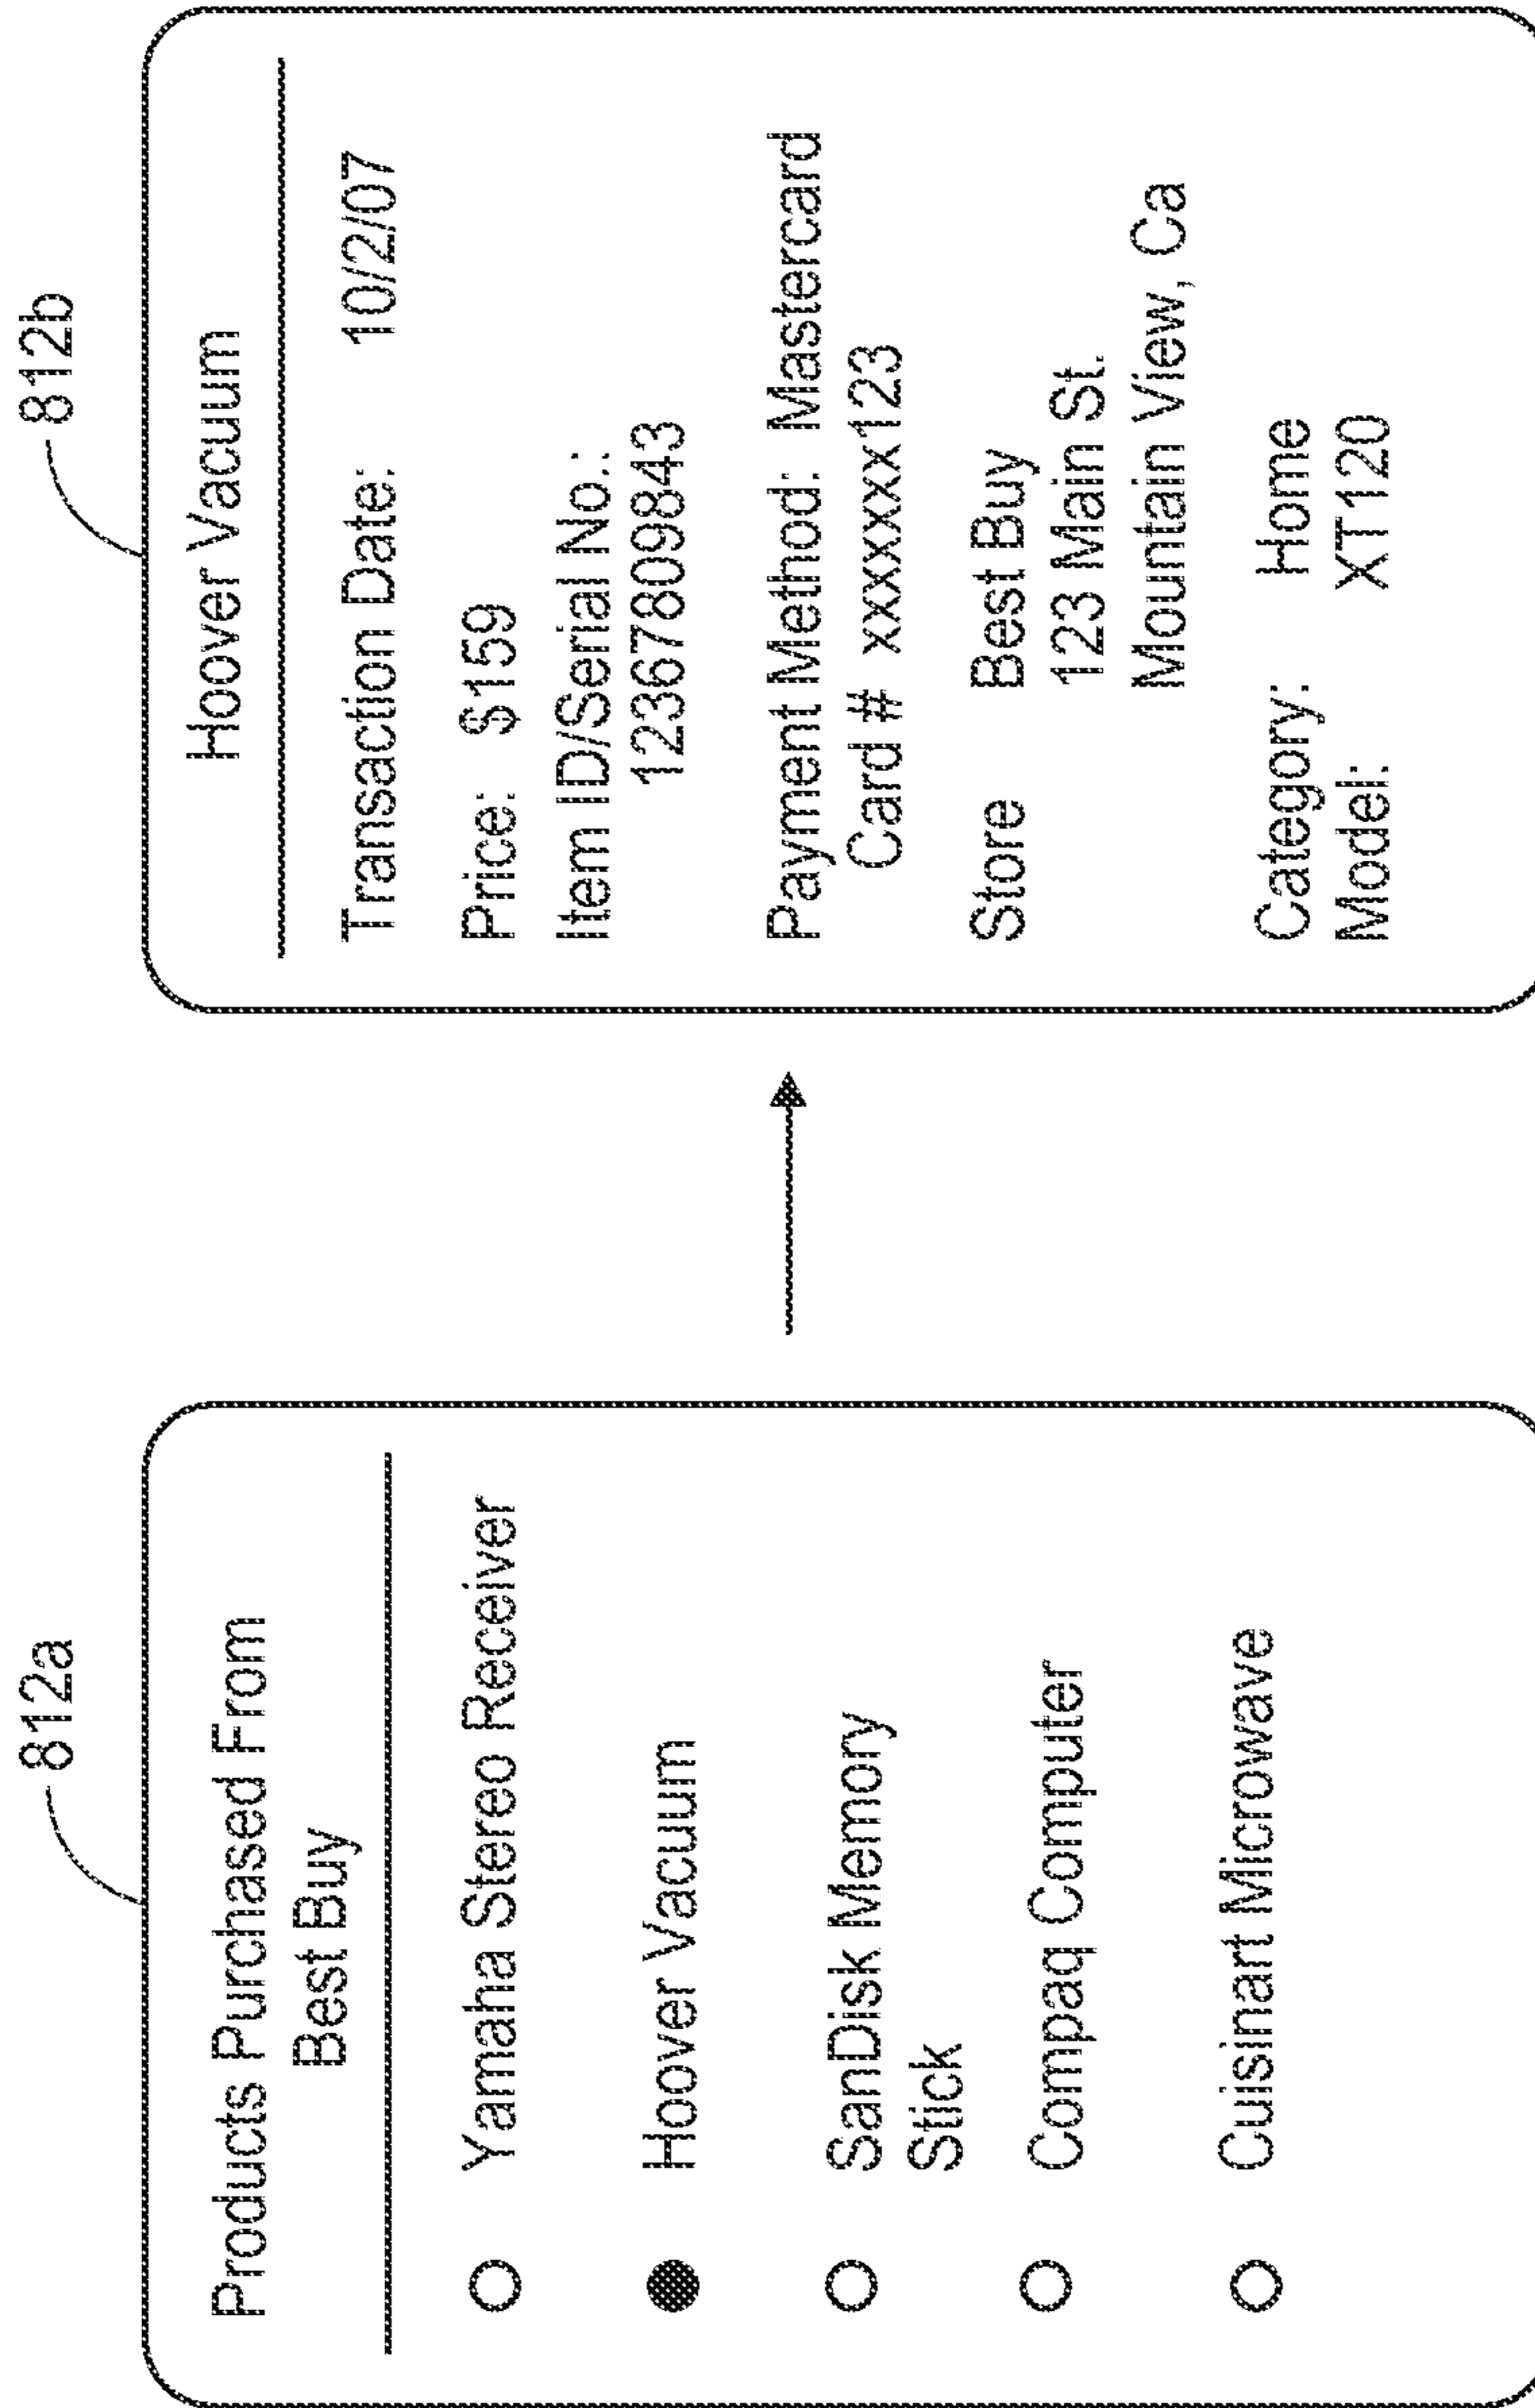 812a
Products Purchased From
Best Buy
Yamaha Stereo Receiver
Hoover Vacuum
SanDisk Memory
Stick
Compaq Computer
Cuisinart Microwave
812b
Hoover Vacuum
Transaction Date: 10/2/07
Price: $159
Item ID/Serial No.:
12367809843
Payment Method: Mastercard
Card # xxxxxxx123
Store Best Buy
123 Main St.
Mountain View, Ca
Category: Home
Model: XT120